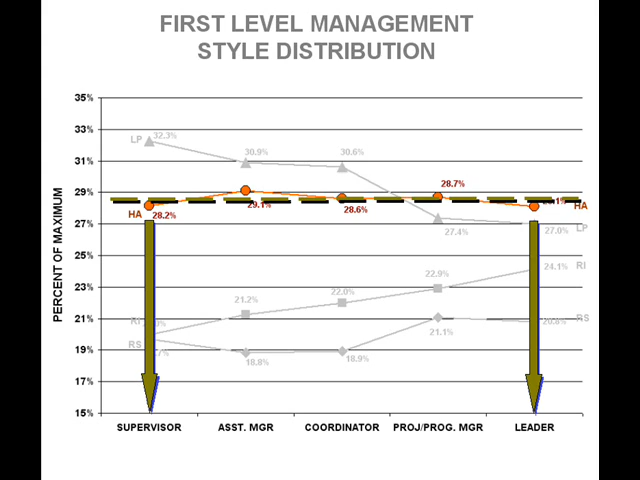 FIRST LEVEL MANAGEMENT
STYLE DISTRIBUTION
PERCENT OF MAXIMUM
35%
33%
31%
29%
27%
25%
23%
21%
19%
17%
15%
LP
32.3%
30.9%
30.6%
27.4%
27.0%
LP
HA
28.2%
29.1%
28.6%
28.7%
HA
RI
21.2%
22.0%
22.9%
24.1%
RI
RS
18.8%
18.9%
21.1%
20.8%
RS
SUPERVISOR
ASST. MGR
COORDINATOR
PROJ/PROG. MGR
LEADER